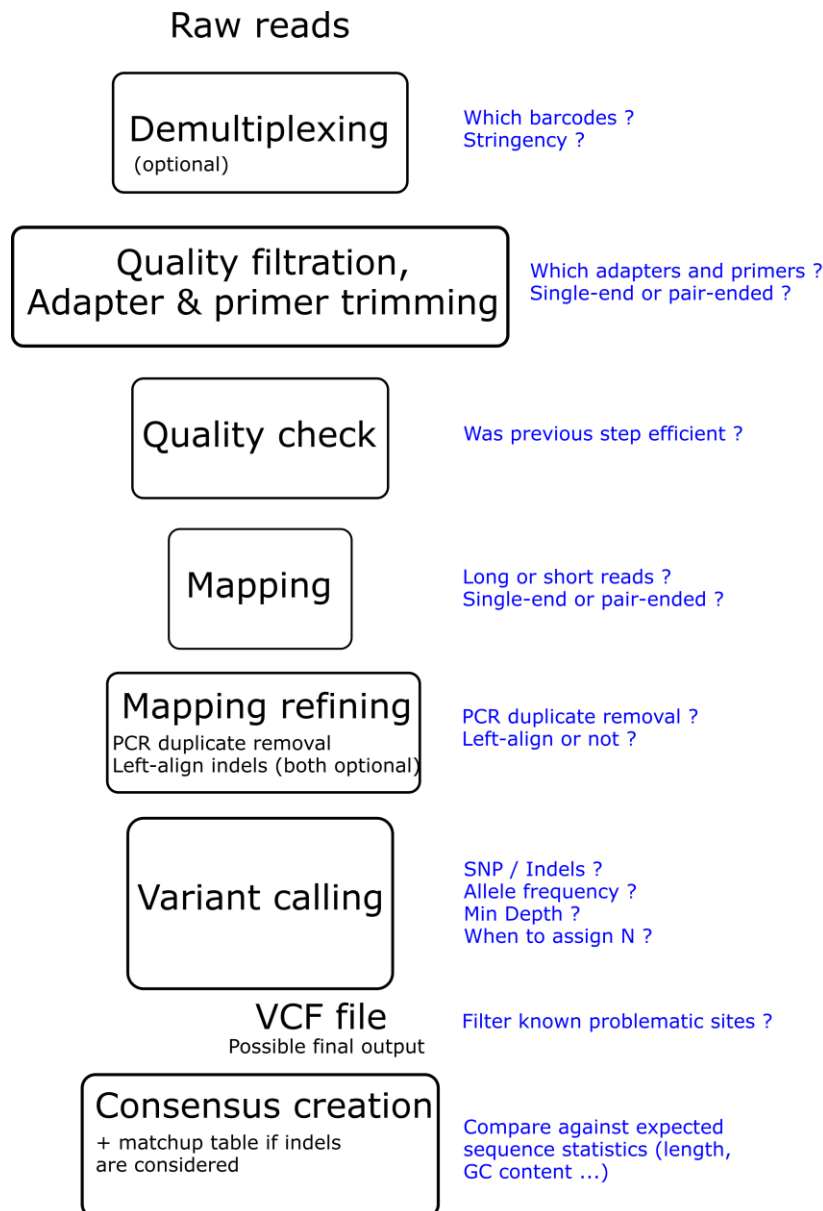 Raw reads
Demultiplexing
(optional)
Which barcodes ?
Stringency ?
Quality filtration,
Adapter & primer trimming
Which adapters and primers ?
Single-end or pair-ended ?
Quality check
Was previous step efficient ?
Mapping
Long or short reads ?
Single-end or pair-ended ?
Mapping refining
PCR duplicate removal
Left-align indels (both optional)
PCR duplicate removal ?
Left-align or not ?
Variant calling
SNP / Indels ?
Allele frequency ?
Min Depth ?
When to assign N ?
VCF file
Possible final output
Filter known problematic sites ?
Consensus creation
+ matchup table if indels
are considered
Compare against expected
sequence statistics (length,
GC content ...)